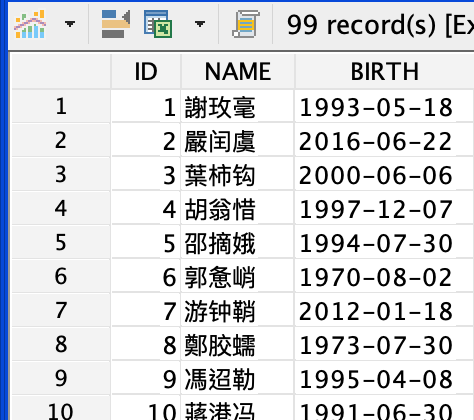 99 record(s) [Ex
ID NAME BIRTH
1 1 謝玫毫 1993-05-18
2 2 嚴闰虞 2016-06-22
3 3 葉柿钩 2000-06-06
4 4 胡翁惜 1997-12-07
5 5 邵摘娥 1994-07-30
6 6 郭惫峭 1970-08-02
7 7 游钟鞘 2012-01-18
8 8 鄭胶蠕 1973-07-30
9 9 馮迢勒 1995-04-08
10 10 蔣港冯 1991-06-30